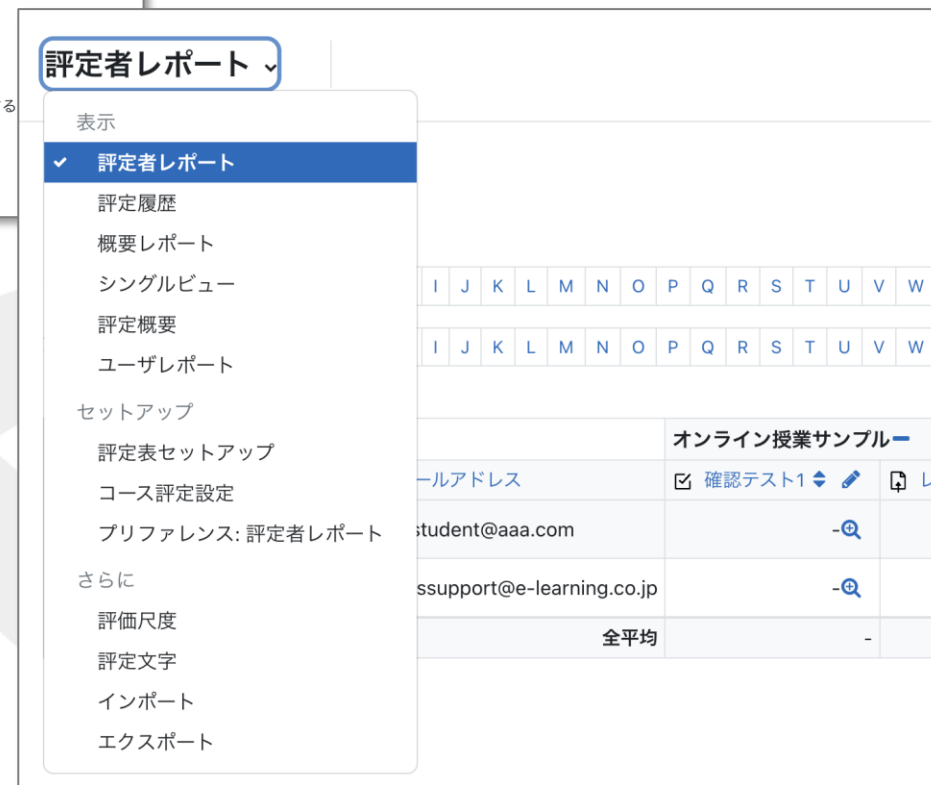 評定者レポート
する
表示
評定者レポート
評定履歴
概要レポート
シングルビュー
評定概要
ユーザレポート
セットアップ
評定表セットアップ
コース評定設定
プリファレンス: 評定者レポート
さらに
評価尺度
評定文字
インポート
エクスポート
I J K L M N O P Q R S T U V W
I J K L M N O P Q R S T U V W
オンライン授業サンプル
ールアドレス 確認テスト1 レ
student@aaa.com -
ssupport@e-learning.co.jp -
全平均 -